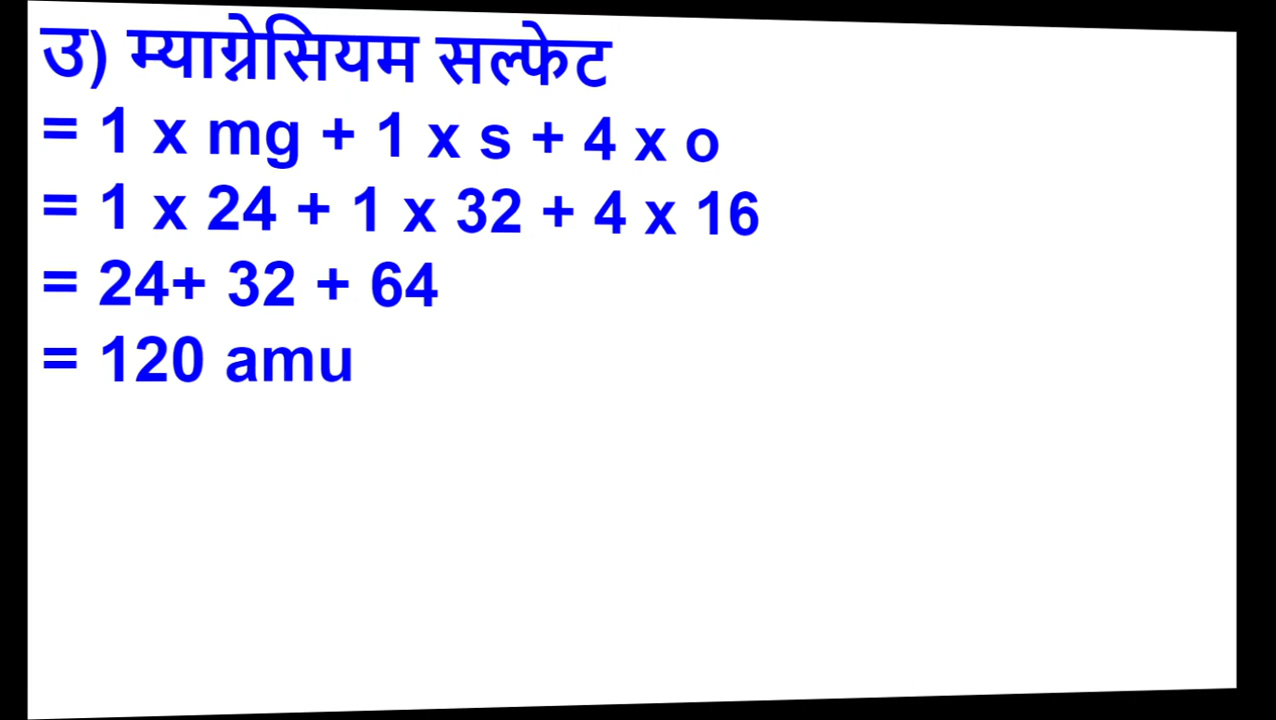 उ) म्याग्नेसियम सल्फेट
= 1 x mg + 1 x s + 4 x o
= 1 x 24 + 1 x 32 + 4 x 16
= 24+ 32 + 64
= 120 amu